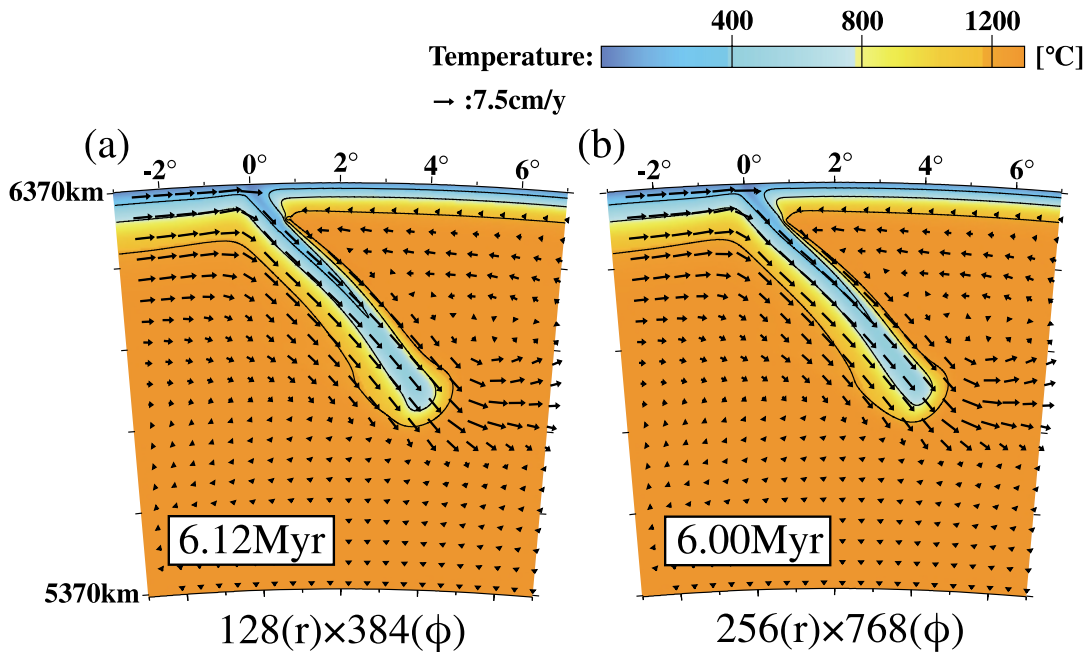 400 800 1200
Temperature: [°C]
→ :7.5cm/y
(a) (b)
-2° 0° 2° 4° 6° -2° 0° 2° 4° 6°
6370km
6.12Myr 6.00Myr
5370km
128(r)×384(ϕ) 256(r)×768(ϕ)